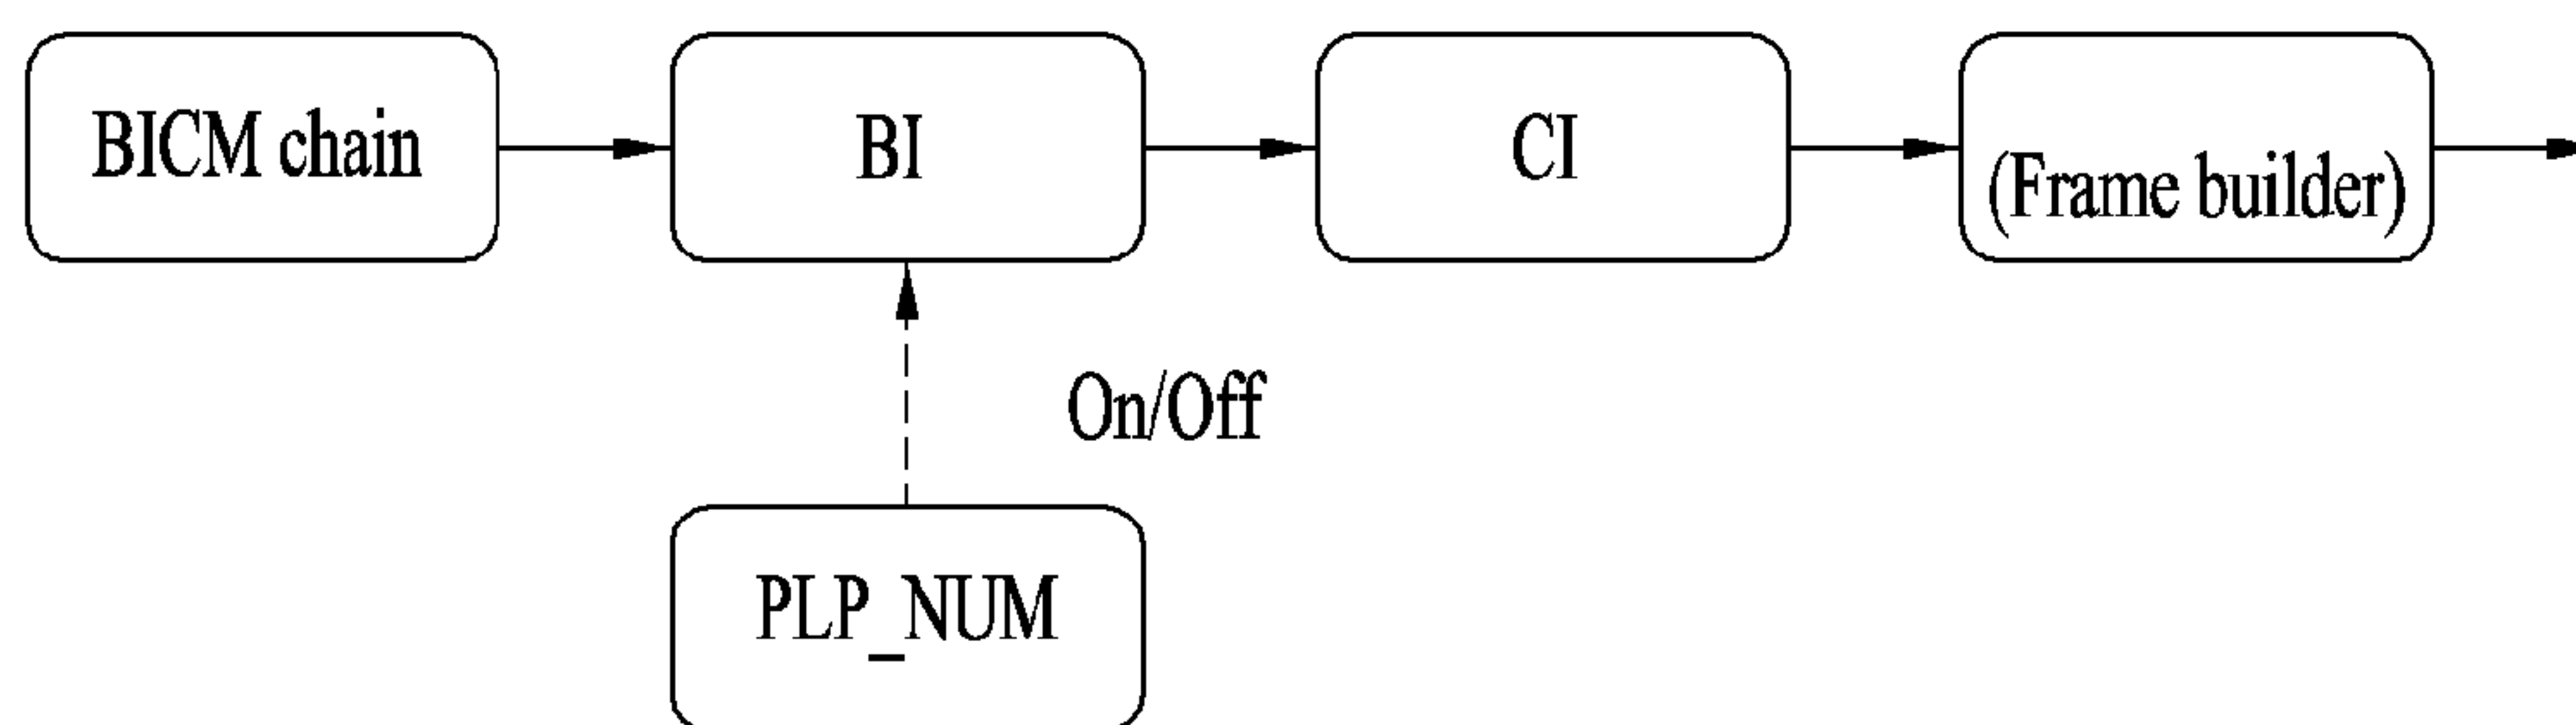 BICM chain
BI
CI
(Frame builder)
On/Off
PLP_NUM